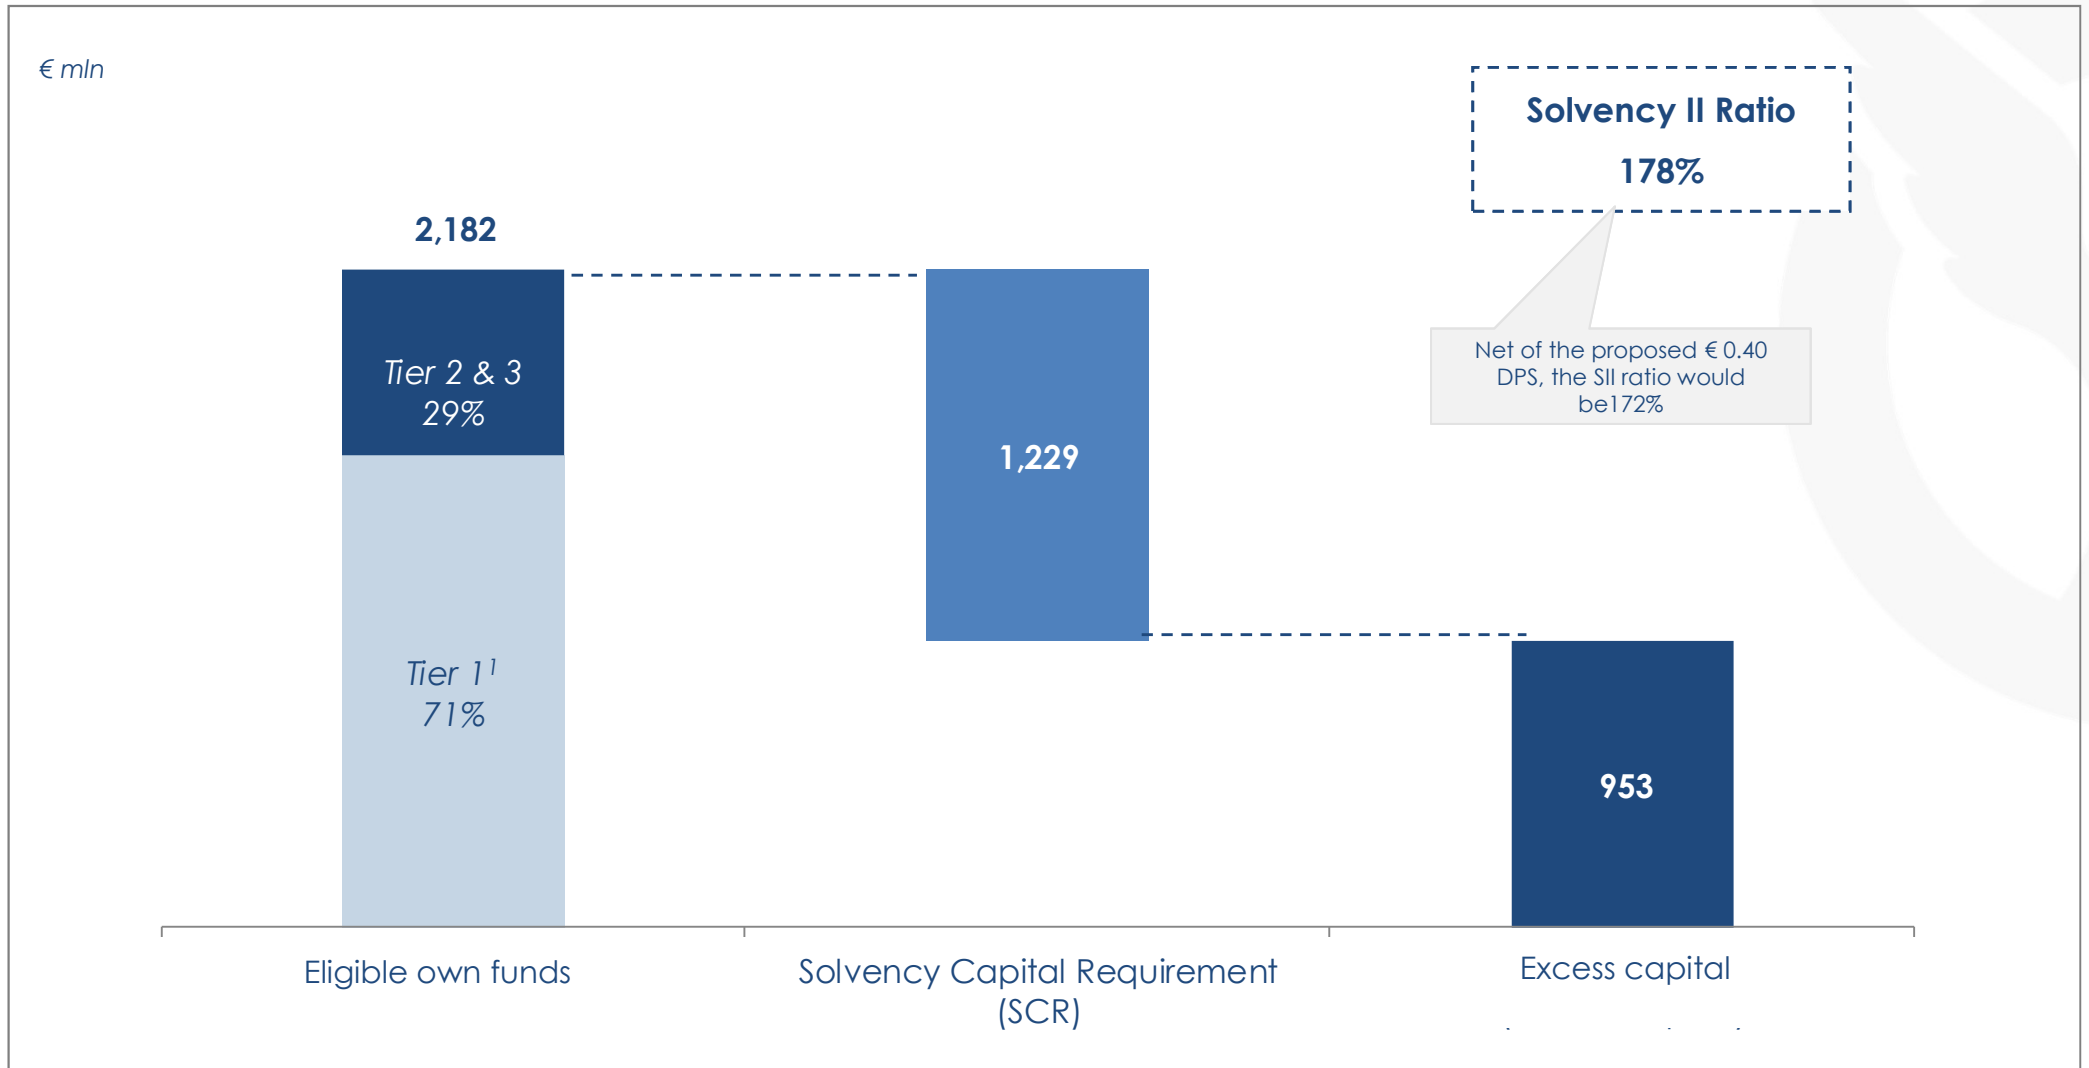 € mln
Solvency II Ratio
178%
2,182
Net of the proposed € 0.40
DPS, the SII ratio would
be172%
Tier 2 & 3
29%
1,229
Tier 1¹
71%
953
Eligible own funds
Solvency Capital Requirement
(SCR)
Excess capital